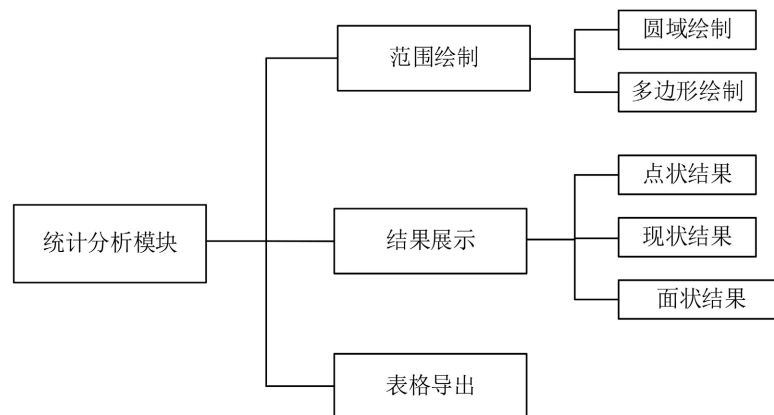 统计分析模块
范围绘制
圆域绘制
多边形绘制
结果展示
点状结果
现状结果
面状结果
表格导出